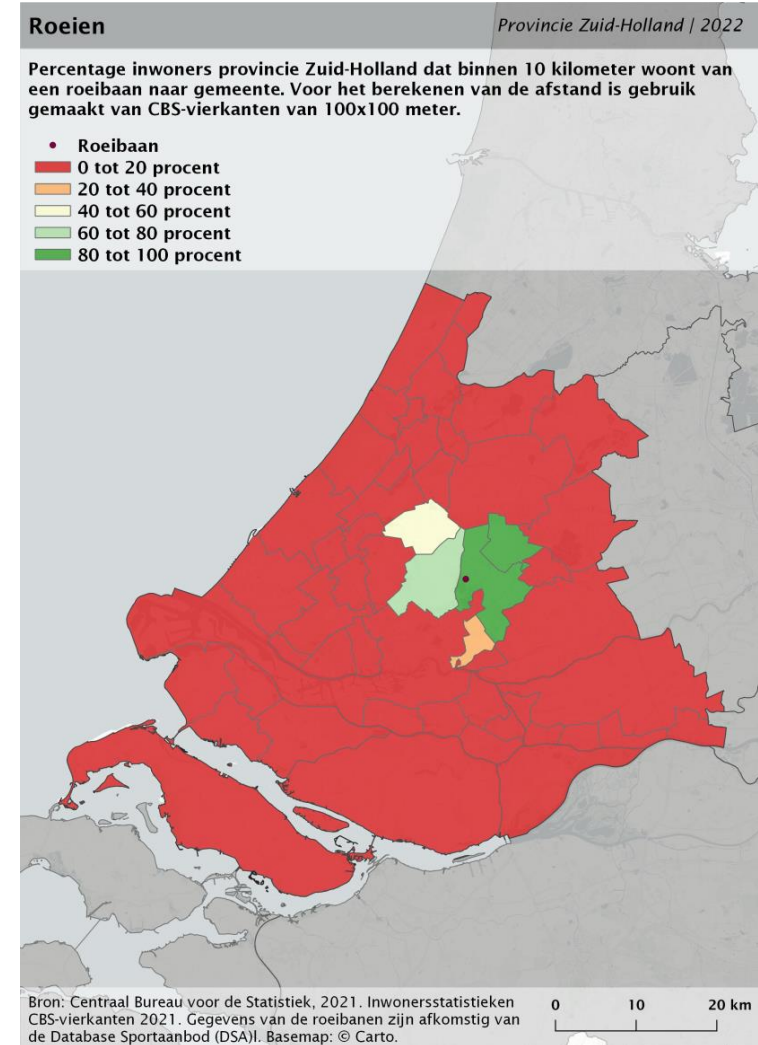 Roeien
Provincie Zuid-Holland | 2022
Percentage inwoners provincie Zuid-Holland dat binnen 10 kilometer woont van
een roeibaan naar gemeente. Voor het berekenen van de afstand is gebruik
gemaakt van CBS-vierkanten van 100x100 meter.
Roeibaan
0 tot 20 procent
20 tot 40 procent
40 tot 60 procent
60 tot 80 procent
80 tot 100 procent
Bron: Centraal Bureau voor de Statistiek, 2021. Inwonersstatistieken
CBS-vierkanten 2021. Gegevens van de roeibanen zijn afkomstig van
de Database Sportaanbod (DSA)l. Basemap: © Carto.
0 10 20 km